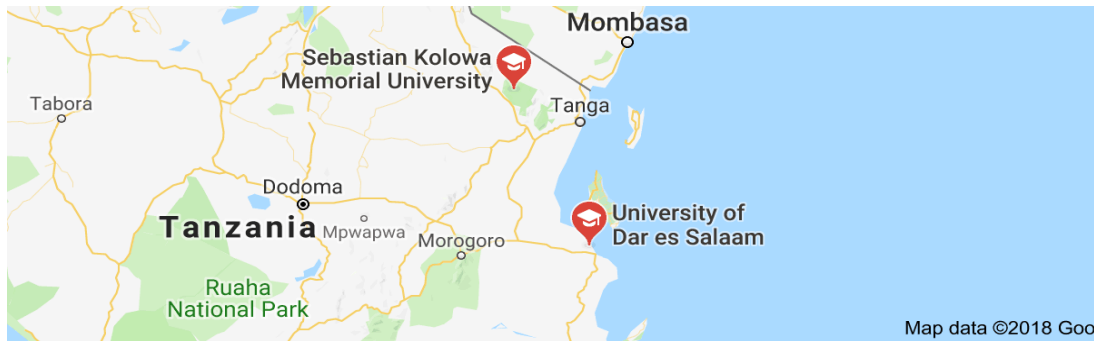 Mombasa
Sebastian Kolowa
Memorial University
Tabora
Tanga
Dodoma
Tanzania
Mpwapwa
University of
Dar es Salaam
Morogoro
Ruaha
National Park
Map data ©2018 Goo